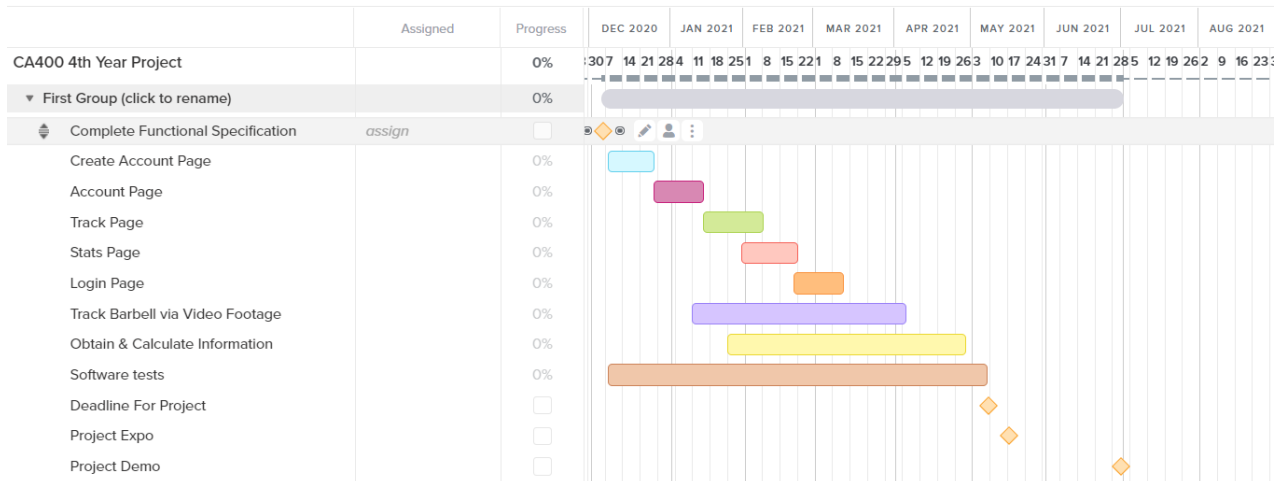 Assigned Progress DEC 2020 JAN 2021 FEB 2021 MAR 2021 APR 2021 MAY 2021 JUN 2021 JUL 2021 AUG 2021
CA400 4th Year Project 0% 30 7 14 21 28 4 11 18 25 1 8 15 22 1 8 15 22 29 5 12 19 26 3 10 17 24 31 7 14 21 28 5 12 19 26 2 9 16 23
First Group (click to rename) 0%
Complete Functional Specification assign
Create Account Page 0%
Account Page 0%
Track Page 0%
Stats Page 0%
Login Page 0%
Track Barbell via Video Footage 0%
Obtain & Calculate Information 0%
Software tests 0%
Deadline For Project
Project Expo
Project Demo